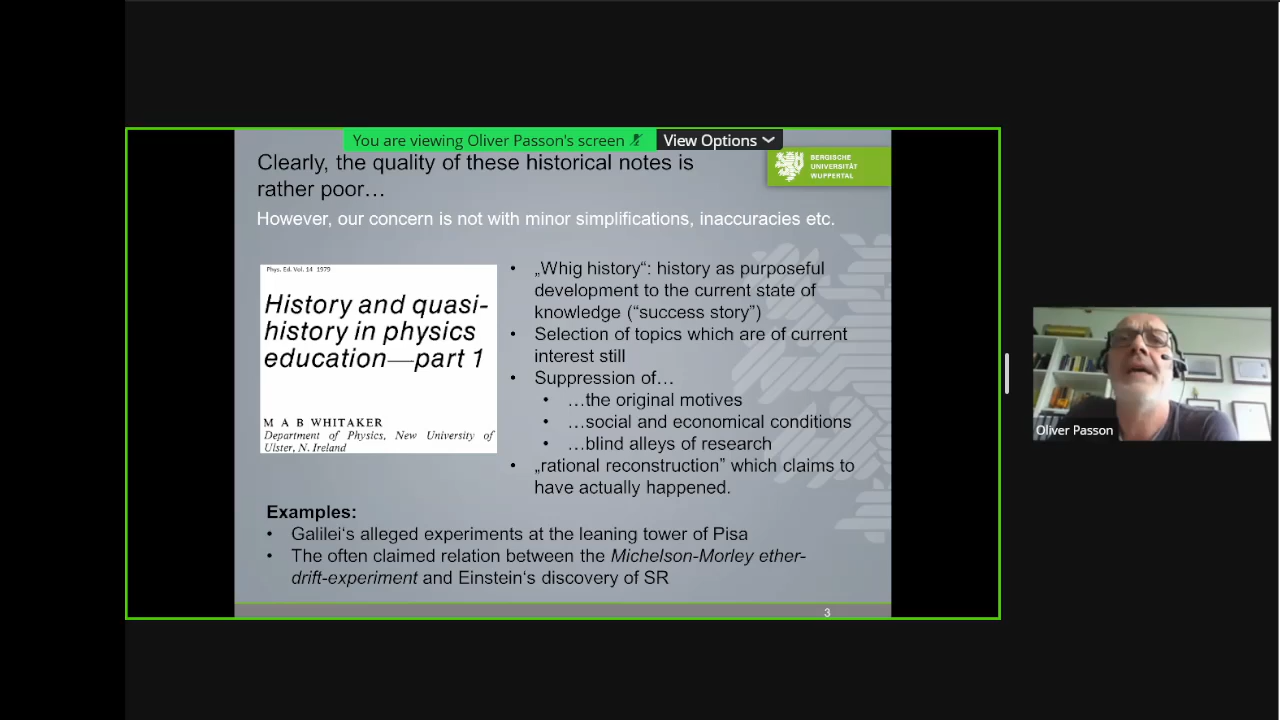 You are viewing Oliver Passon's screen
View Options
Clearly, the quality of these historical notes is
rather poor…
BERGISCHE
UNIVERSITÄT
WUPPERTAL
However, our concern is not with minor simplifications, inaccuracies etc.
Phys. Ed. Vol. 14 1979
History and quasi-
history in physics
education—part 1
M A B WHITAKER
Department of Physics, New University of
Ulster, N. Ireland
• „Whig history“: history as purposeful
development to the current state of
knowledge (“success story”)
• Selection of topics which are of current
interest still
• Suppression of…
• …the original motives
• …social and economical conditions
• …blind alleys of research
• „rational reconstruction” which claims to
have actually happened.
Examples:
• Galilei‘s alleged experiments at the leaning tower of Pisa
• The often claimed relation between the Michelson-Morley ether-
drift-experiment and Einstein‘s discovery of SR
3
Oliver Passon